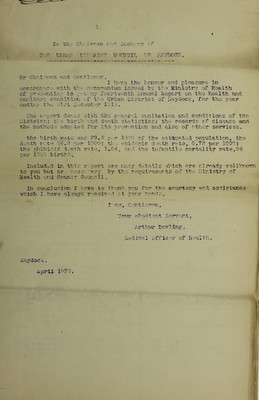 1.
To the Chairman and Members of
THE URBAN DISTRICT COUNCIL OF HAYDOCK.
Mr Chairman and Gentlemen,
I have the honour and pleasure in
accordance with the memorandum issued by the Ministry of Health
of presenting to you my fourteenth Annual Report on the health and
sanitary condition of the Urban District of Haydock, for the year
ending the 31st December
The report deals with the general sanitation and conditions of the
District; the birth and death statistics; the records of disease and
the methods adopted for its prevention and also of other services.
the birth rate was per 1000 of the estimated population, the
death rate per 1000; the epidemic death rate, 0.72 per 1000;
the phthisis death rate, and the infantile mortality rate,
per 1000 births.
Included in this report are many details which are already wellknown
to you but are necessary by the requirements of the Ministry of
Health and County Council.
In conclusion I have to thank you for the courtesy and assistance
which I have always received at your hands.
I am, Gentlemen,
Your obedient Servant,
Arthur Dowling.
Medical Officer of Health.
Haydock.
April